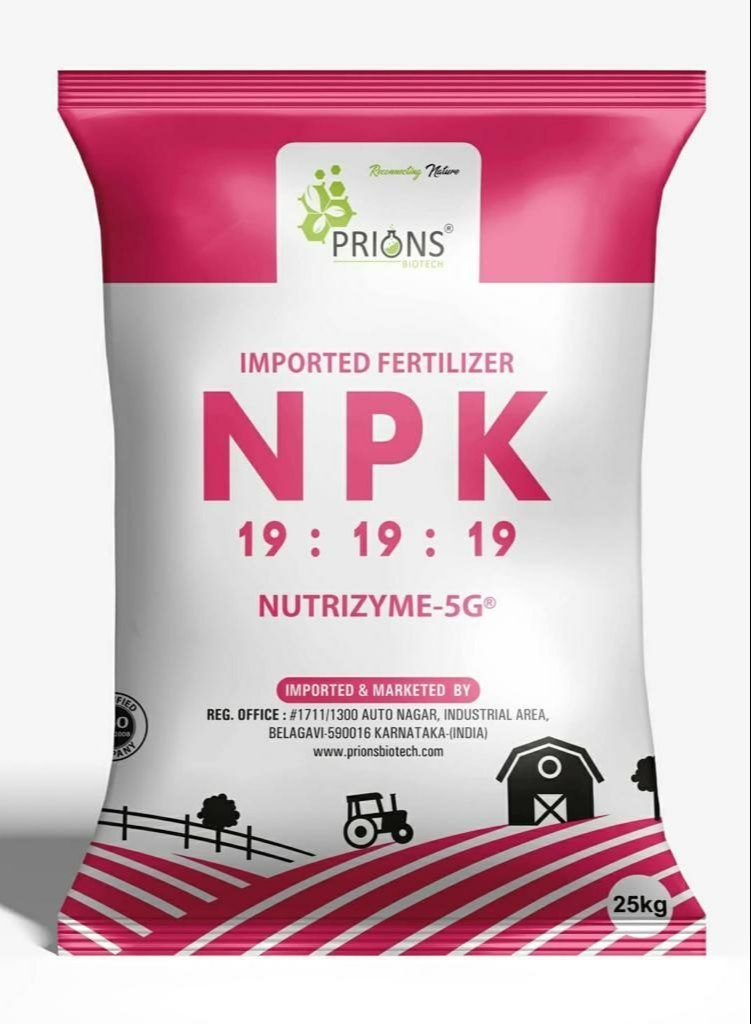 Reconnecting Nature
PRIONS®
BIOTECH
IMPORTED FERTILIZER
NPK
19 : 19 : 19
NUTRIZYME-5G®
IMPORTED & MARKETED BY
REG. OFFICE : #1711/1300 AUTO NAGAR, INDUSTRIAL AREA,
BELAGAVI-590016 KARNATAKA-(INDIA)
www.prionsbiotech.com
25kg